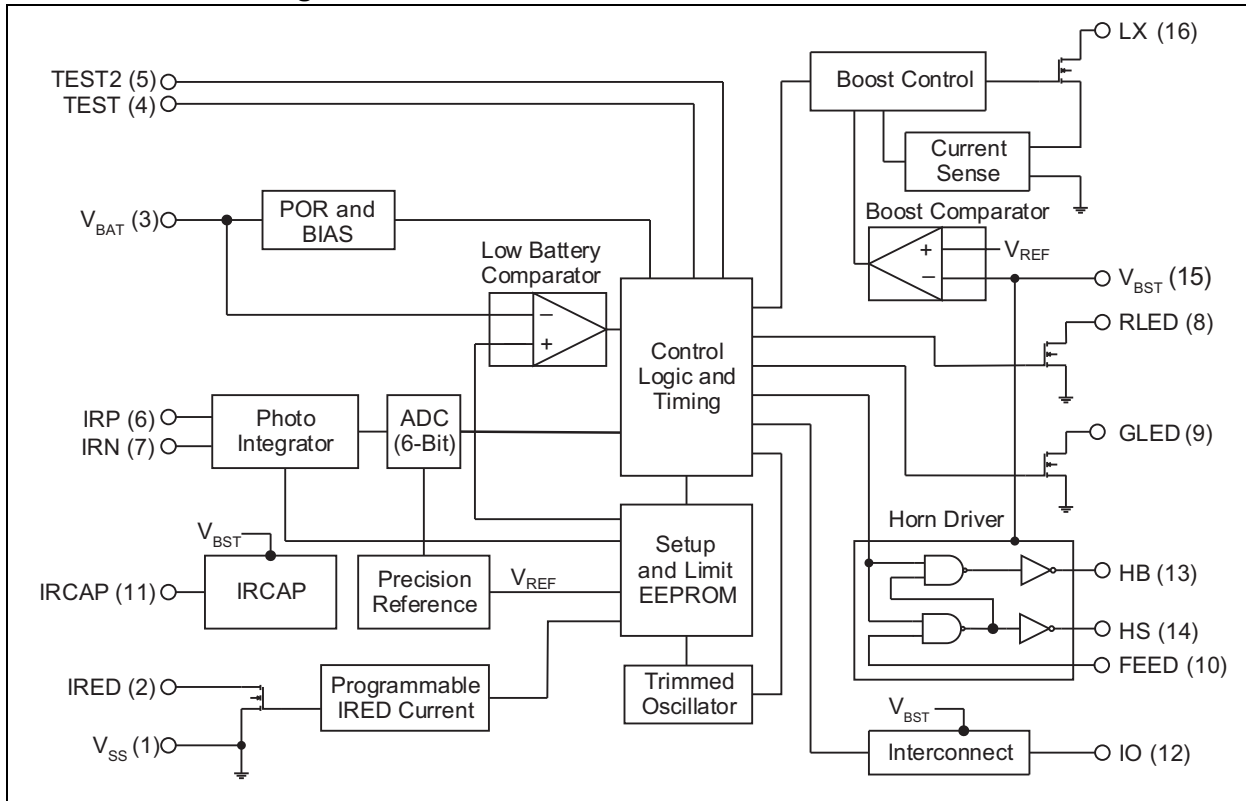 LX (16)
TEST2 (5)
TEST (4)
Boost Control
Current
Sense
V_BAT (3)
POR and
BIAS
Boost Comparator
+
−
V_REF
V_BST (15)
Low Battery
Comparator
−
+
RLED (8)
Control
Logic and
Timing
IRP (6)
IRN (7)
Photo
Integrator
ADC
(6-Bit)
GLED (9)
Horn Driver
V_BST
IRCAP (11)
IRCAP
Precision
Reference
V_REF
Setup
and Limit
EEPROM
HB (13)
HS (14)
FEED (10)
IRED (2)
Programmable
IRED Current
Trimmed
Oscillator
V_SS (1)
V_BST
Interconnect
IO (12)